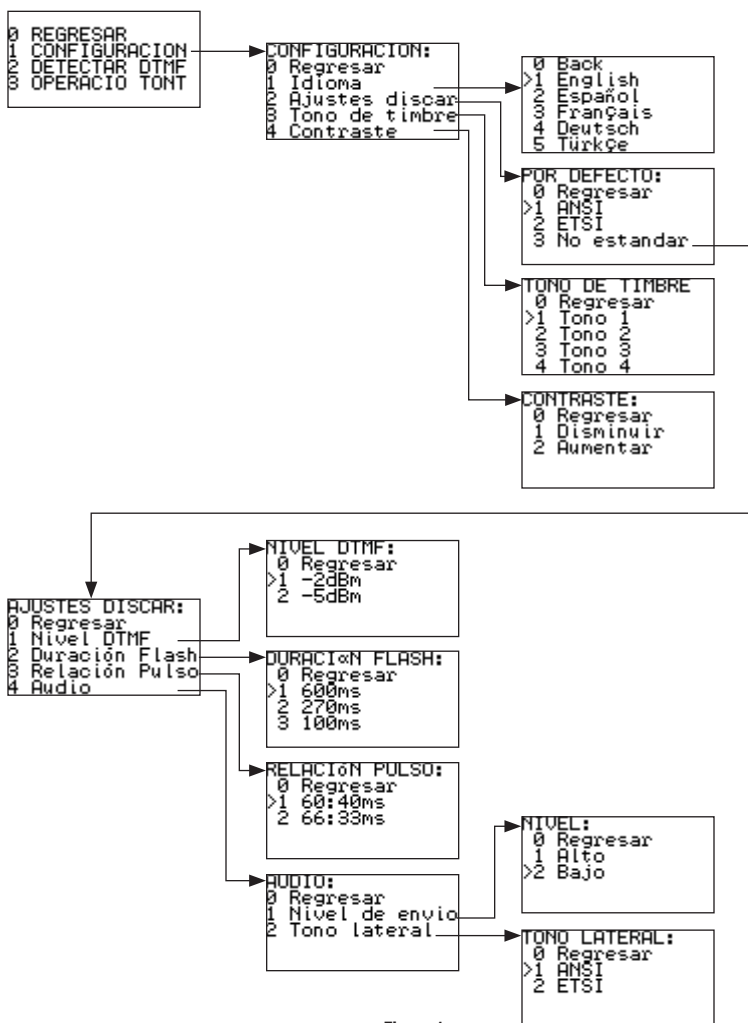 0 REGRESAR
1 CONFIGURACION
2 DETECTAR DTMF
3 OPERACIO TONT
CONFIGURACION:
0 Regresar
1 Idioma
2 Ajustes discar
3 Tono de timbre
4 Contraste
0 Back
>1 English
2 Español
3 Français
4 Deutsch
5 Türkçe
POR DEFECTO:
0 Regresar
>1 ANSI
2 ETSI
3 No estandar
TONO DE TIMBRE
0 Regresar
>1 Tono 1
2 Tono 2
3 Tono 3
4 Tono 4
CONTRASTE:
0 Regresar
1 Disminuir
2 Aumentar
AJUSTES DISCAR:
0 Regresar
1 Nivel DTMF
2 Duración Flash
3 Relación Pulso
4 Audio
NIVEL DTMF:
0 Regresar
>1 -2dBm
2 -5dBm
DURACI«N FLASH:
0 Regresar
>1 600ms
2 270ms
3 100ms
RELACIóN PULSO:
0 Regresar
>1 60:40ms
2 66:33ms
AUDIO:
0 Regresar
1 Nivel de envio
2 Tono lateral
NIVEL:
0 Regresar
1 Alto
>2 Bajo
TONO LATERAL:
0 Regresar
>1 ANSI
2 ETSI